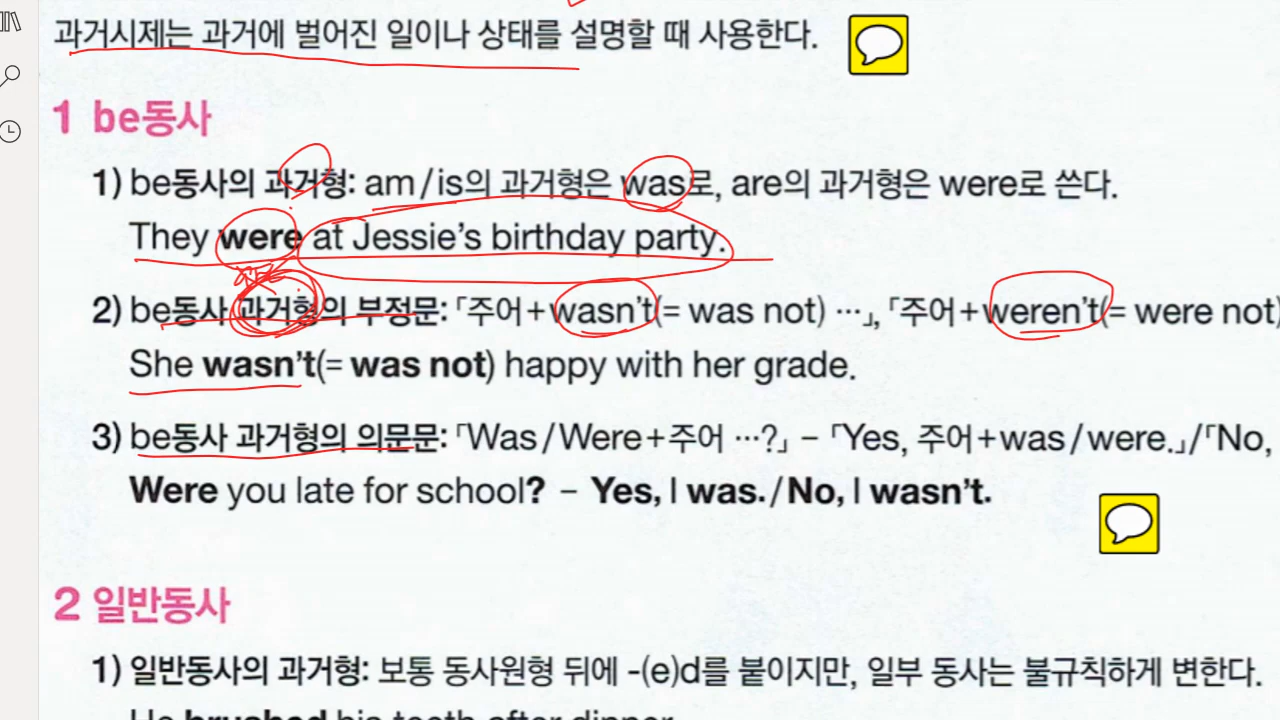 과거시제는 과거에 벌어진 일이나 상태를 설명할 때 사용한다.
1 be동사
1) be동사의 과거형: am/is의 과거형은 was로, are의 과거형은 were로 쓴다.
They were at Jessie's birthday party.
2) be동사 과거형의 부정문: 「주어+wasn't(= was not) …」, 「주어+weren't(= were not)
She wasn't(= was not) happy with her grade.
3) be동사 과거형의 의문문: 「Was/Were+주어 …?」 – 「Yes, 주어+was/were.」/「No,
Were you late for school? – Yes, I was./No, I wasn't.
2 일반동사
1) 일반동사의 과거형: 보통 동사원형 뒤에 -(e)d를 붙이지만, 일부 동사는 불규칙하게 변한다.
He brushed his teeth after dinner.